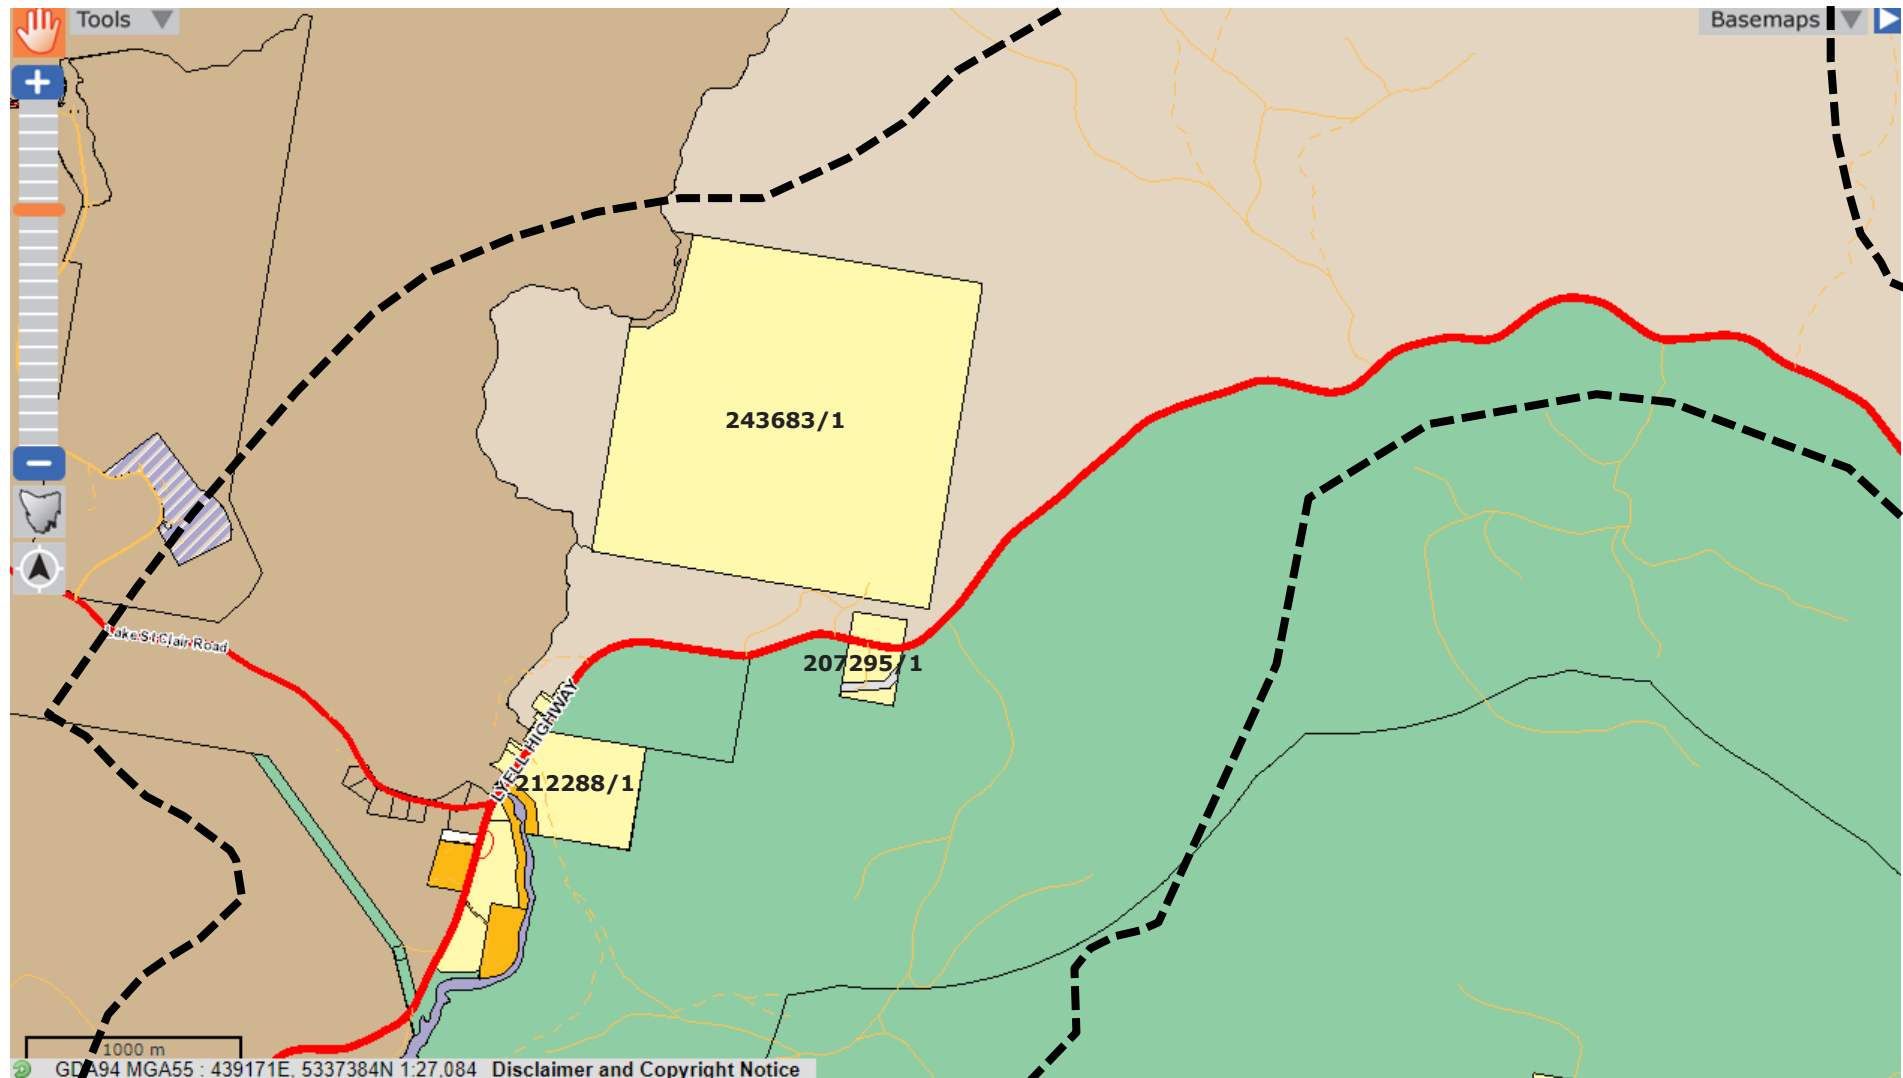 Tools
Basemaps
243683/1
207295/1
Lake St Clair Road
LYELL HIGHWAY
212288/1
1000 m
GDA94 MGA55 : 439171E, 5337384N 1:27,084 Disclaimer and Copyright Notice